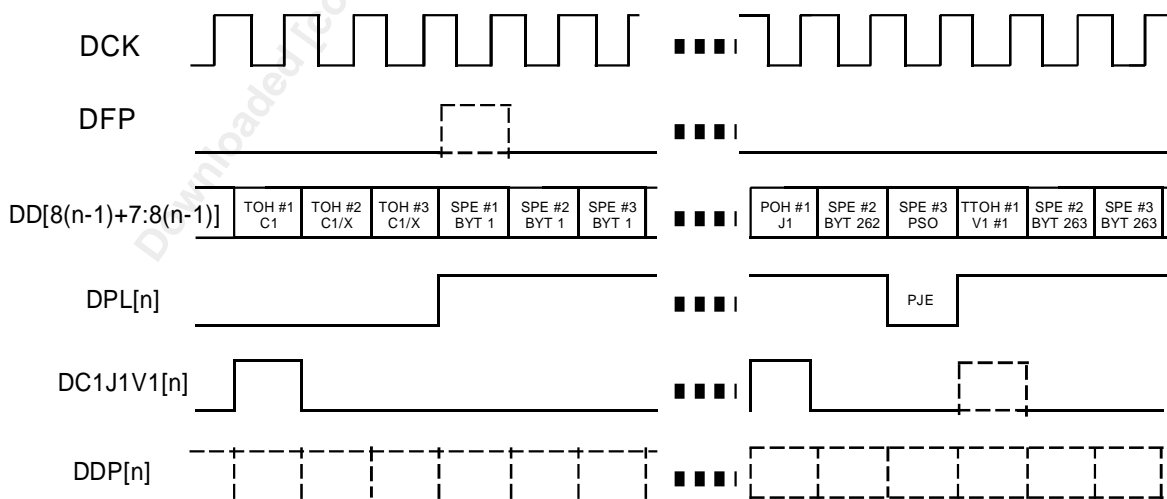 DCK
DFP
DD[8(n-1)+7:8(n-1)]
TOH #1
C1
TOH #2
C1/X
TOH #3
C1/X
SPE #1
BYT 1
SPE #2
BYT 1
SPE #3
BYT 1
POH #1
J1
SPE #2
BYT 262
SPE #3
PSO
TTOH #1
V1 #1
SPE #2
BYT 263
SPE #3
BYT 263
DPL[n]
PJE
DC1J1V1[n]
DDP[n]
Downloaded